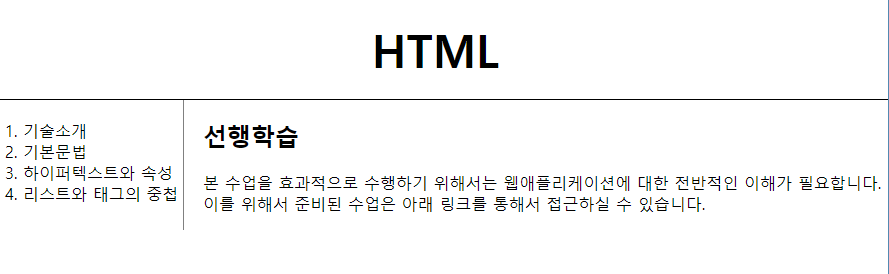 HTML
1. 기술소개
2. 기본문법
3. 하이퍼텍스트와 속성
4. 리스트와 태그의 중첩
선행학습
본 수업을 효과적으로 수행하기 위해서는 웹애플리케이션에 대한 전반적인 이해가 필요합니다.
이를 위해서 준비된 수업은 아래 링크를 통해서 접근하실 수 있습니다.